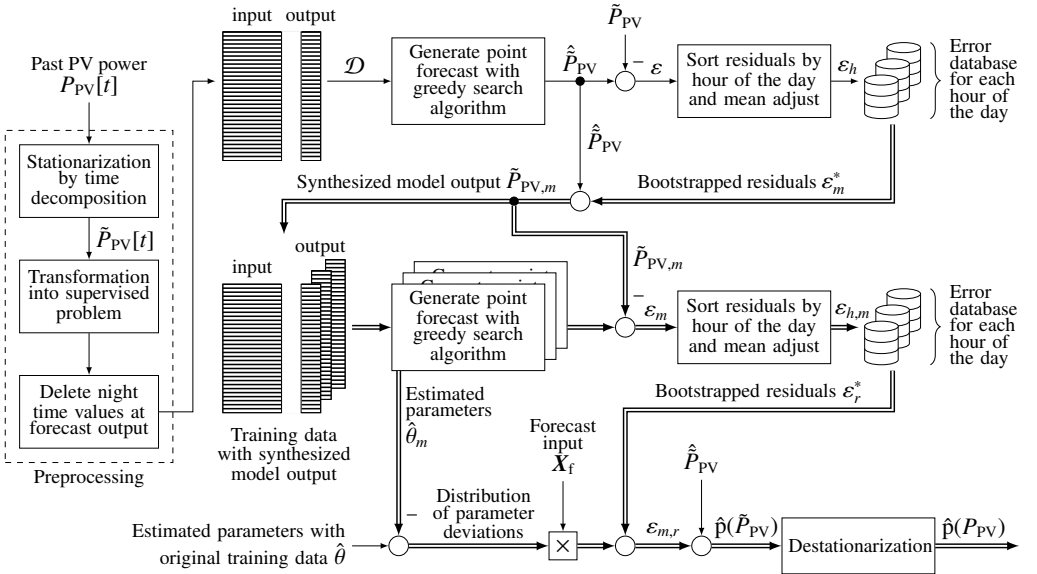 input output
Past PV power
P_PV[t]
Stationarization
by time
decomposition
P̃_PV[t]
Transformation
into supervised
problem
Delete night
time values at
forecast output
Preprocessing
𝒟
Generate point
forecast with
greedy search
algorithm
P̃̂_PV
P̃_PV
−
ε
Sort residuals by
hour of the day
and mean adjust
ε_h
Error
database
for each
hour of
the day
P̃̂_PV
Synthesized model output P̃_PV,m
Bootstrapped residuals ε*_m
input
output
Training data
with synthesized
model output
Generate point
forecast with
greedy search
algorithm
P̃_PV,m
−
ε_m
Sort residuals by
hour of the day
and mean adjust
ε_h,m
Error
database
for each
hour of
the day
Bootstrapped residuals ε*_r
Estimated
parameters
θ̂_m
Forecast
input
X_f
P̃̂_PV
Estimated parameters with
original training data θ̂
−
Distribution
of parameter
deviations
×
ε_m,r
p̂(P̃_PV)
Destationarization
p̂(P_PV)